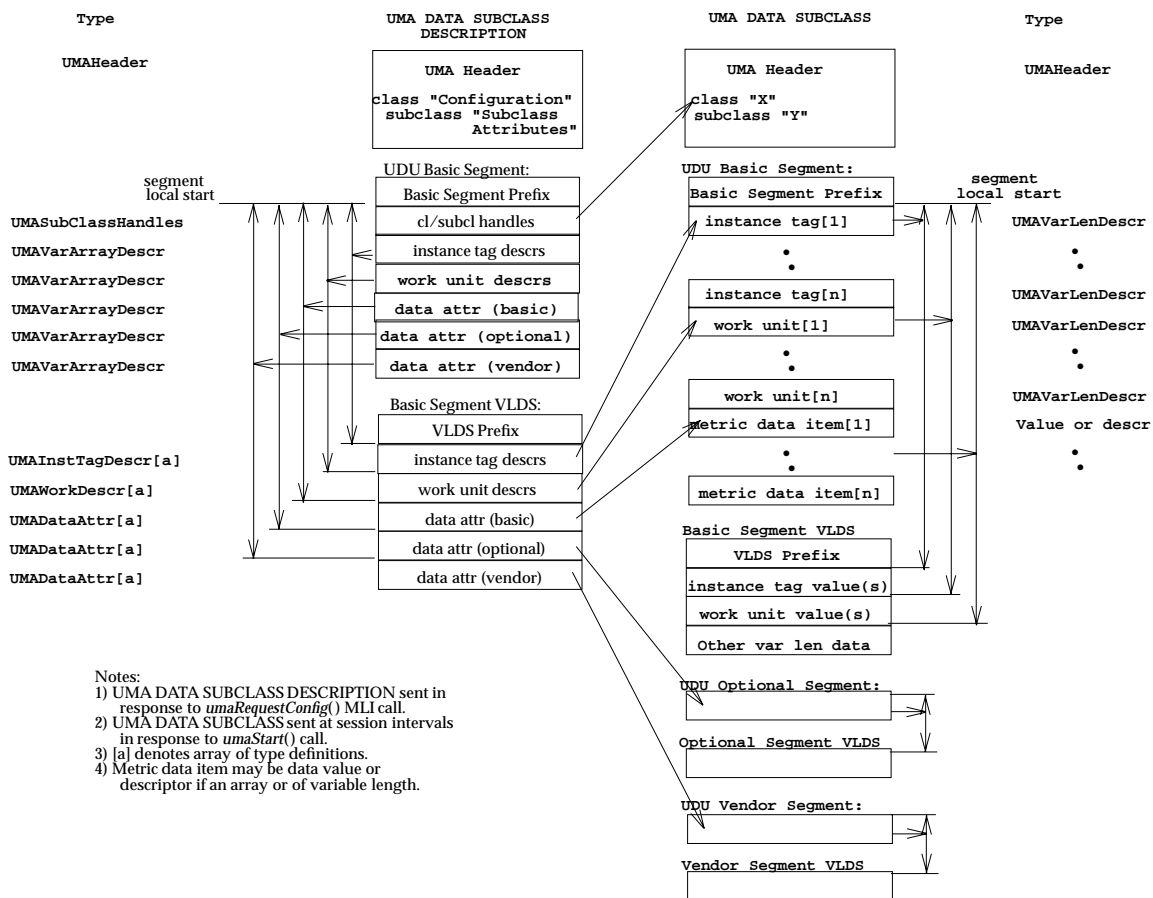 Type
UMA DATA SUBCLASS
DESCRIPTION
UMA DATA SUBCLASS
Type
UMAHeader
UMA Header
class "Configuration"
subclass "Subclass
Attributes"
UMA Header
class "X"
subclass "Y"
UMAHeader
segment
local start
UDU Basic Segment:
Basic Segment Prefix
UMASubClassHandles
cl/subcl handles
UMAVarArrayDescr
instance tag descrs
UMAVarArrayDescr
work unit descrs
UMAVarArrayDescr
data attr (basic)
UMAVarArrayDescr
data attr (optional)
UMAVarArrayDescr
data attr (vendor)
Basic Segment VLDS:
VLDS Prefix
UMAInstTagDescr[a]
instance tag descrs
UMAWorkDescr[a]
work unit descrs
UMADataAttr[a]
data attr (basic)
UMADataAttr[a]
data attr (optional)
UMADataAttr[a]
data attr (vendor)
UDU Basic Segment:
segment
local start
Basic Segment Prefix
instance tag[1]
UMAVarLenDescr
instance tag[n]
UMAVarLenDescr
work unit[1]
UMAVarLenDescr
work unit[n]
UMAVarLenDescr
metric data item[1]
Value or descr
metric data item[n]
Basic Segment VLDS
VLDS Prefix
instance tag value(s)
work unit value(s)
Other var len data
UDU Optional Segment:
Optional Segment VLDS
UDU Vendor Segment:
Vendor Segment VLDS
Notes:
1) UMA DATA SUBCLASS DESCRIPTION sent in
response to umaRequestConfig() MLI call.
2) UMA DATA SUBCLASS sent at session intervals
in response to umaStart() call.
3) [a] denotes array of type definitions.
4) Metric data item may be data value or
descriptor if an array or of variable length.